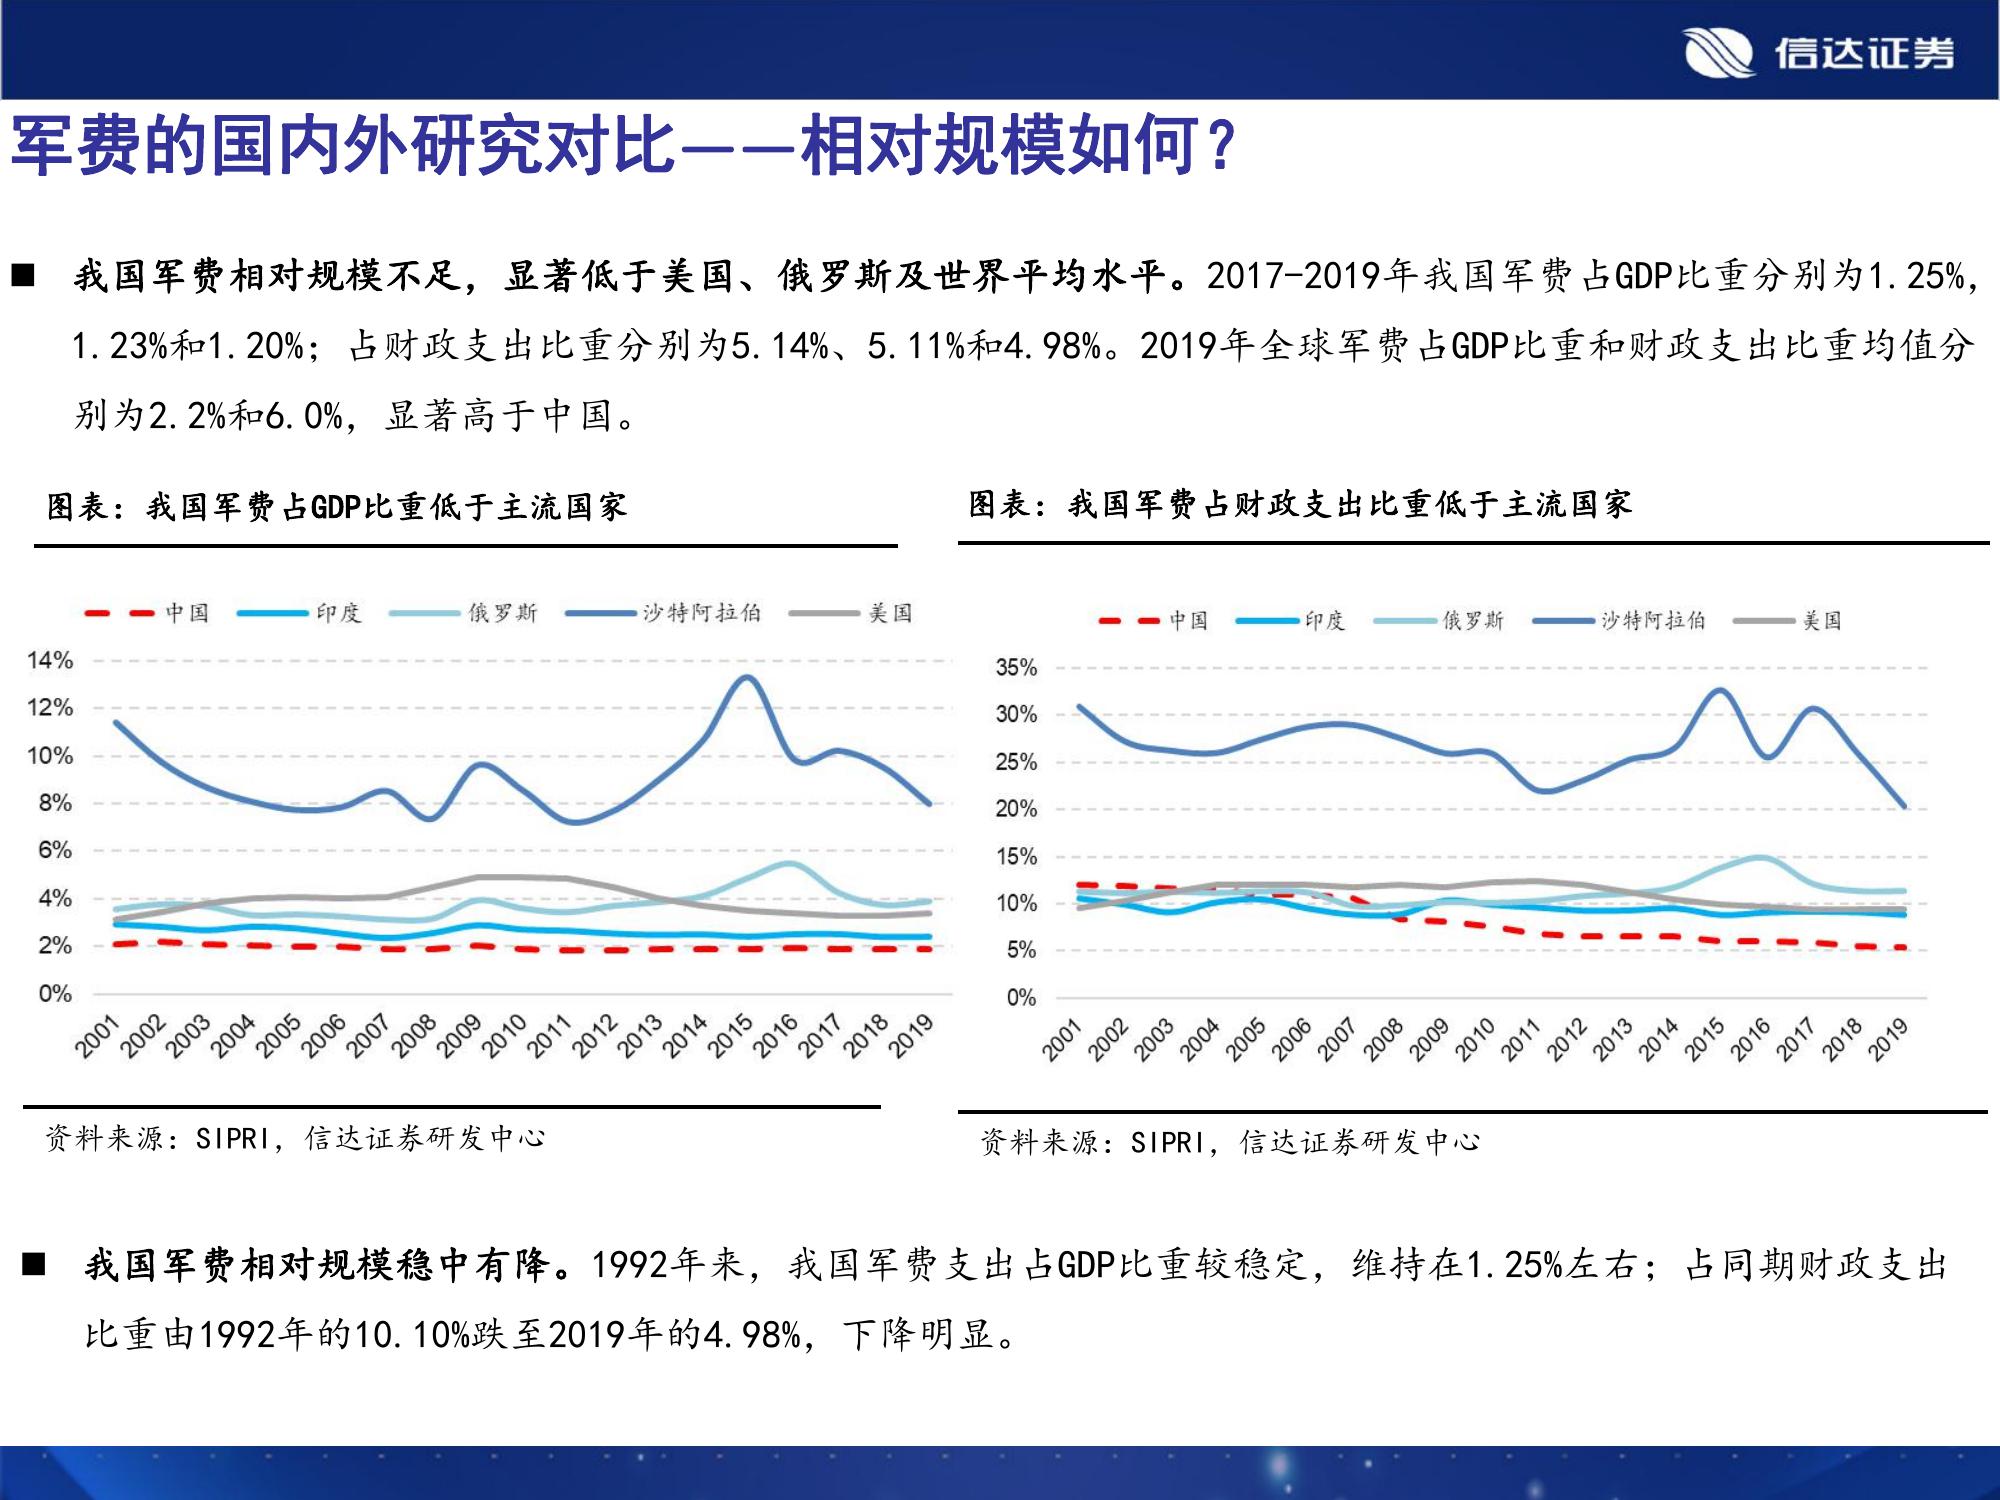 信达证券
军费的国内外研究对比——相对规模如何？
■ 我国军费相对规模不足，显著低于美国、俄罗斯及世界平均水平。2017-2019年我国军费占GDP比重分别为1.25%，
1.23%和1.20%；占财政支出比重分别为5.14%、5.11%和4.98%。2019年全球军费占GDP比重和财政支出比重均值分
别为2.2%和6.0%，显著高于中国。
图表：我国军费占GDP比重低于主流国家
中国 印度 俄罗斯 沙特阿拉伯 美国
14%
12%
10%
8%
6%
4%
2%
0%
2001 2002 2003 2004 2005 2006 2007 2008 2009 2010 2011 2012 2013 2014 2015 2016 2017 2018 2019
资料来源：SIPRI，信达证券研发中心
图表：我国军费占财政支出比重低于主流国家
中国 印度 俄罗斯 沙特阿拉伯 美国
35%
30%
25%
20%
15%
10%
5%
0%
2001 2002 2003 2004 2005 2006 2007 2008 2009 2010 2011 2012 2013 2014 2015 2016 2017 2018 2019
资料来源：SIPRI，信达证券研发中心
■ 我国军费相对规模稳中有降。1992年来，我国军费支出占GDP比重较稳定，维持在1.25%左右；占同期财政支出
比重由1992年的10.10%跌至2019年的4.98%，下降明显。